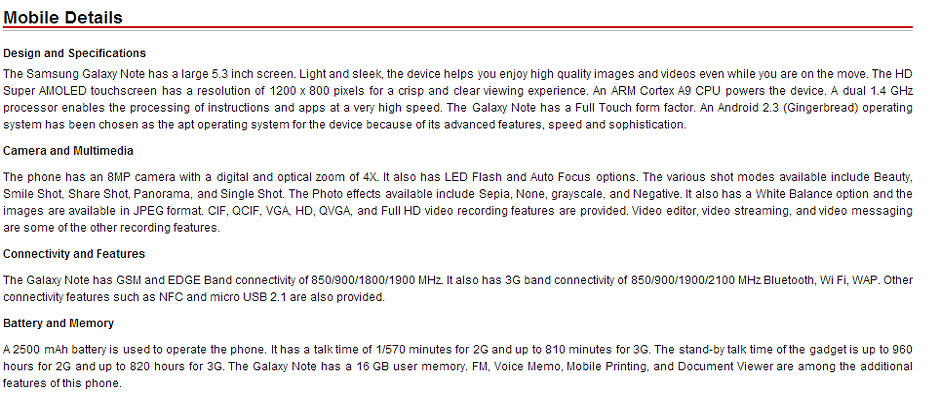 Mobile Details
Design and Specifications
The Samsung Galaxy Note has a large 5.3 inch screen. Light and sleek, the device helps you enjoy high quality images and videos even while you are on the move. The HD
Super AMOLED touchscreen has a resolution of 1200 x 800 pixels for a crisp and clear viewing experience. An ARM Cortex A9 CPU powers the device. A dual 1.4 GHz
processor enables the processing of instructions and apps at a very high speed. The Galaxy Note has a Full Touch form factor. An Android 2.3 (Gingerbread) operating
system has been chosen as the apt operating system for the device because of its advanced features, speed and sophistication.
Camera and Multimedia
The phone has an 8MP camera with a digital and optical zoom of 4X. It also has LED Flash and Auto Focus options. The various shot modes available include Beauty,
Smile Shot, Share Shot, Panorama, and Single Shot. The Photo effects available include Sepia, None, grayscale, and Negative. It also has a White Balance option and the
images are available in JPEG format. CIF, QCIF, VGA, HD, QVGA, and Full HD video recording features are provided. Video editor, video streaming, and video messaging
are some of the other recording features.
Connectivity and Features
The Galaxy Note has GSM and EDGE Band connectivity of 850/900/1800/1900 MHz. It also has 3G band connectivity of 850/900/1900/2100 MHz Bluetooth, Wi Fi, WAP. Other
connectivity features such as NFC and micro USB 2.1 are also provided.
Battery and Memory
A 2500 mAh battery is used to operate the phone. It has a talk time of 1/570 minutes for 2G and up to 810 minutes for 3G. The stand-by talk time of the gadget is up to 960
hours for 2G and up to 820 hours for 3G. The Galaxy Note has a 16 GB user memory. FM, Voice Memo, Mobile Printing, and Document Viewer are among the additional
features of this phone.